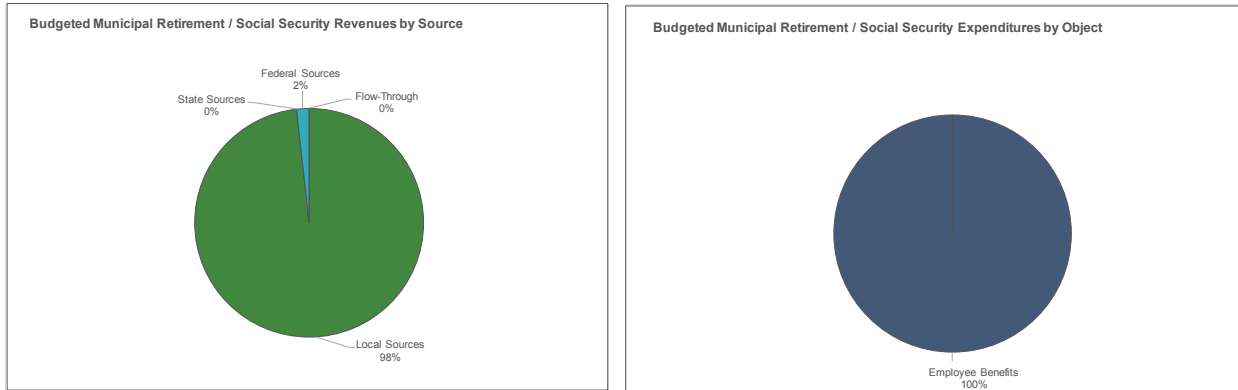 Budgeted Municipal Retirement / Social Security Revenues by Source
Federal Sources
2%
State Sources
0%
Flow-Through
0%
Local Sources
98%
Budgeted Municipal Retirement / Social Security Expenditures by Object
Employee Benefits
100%